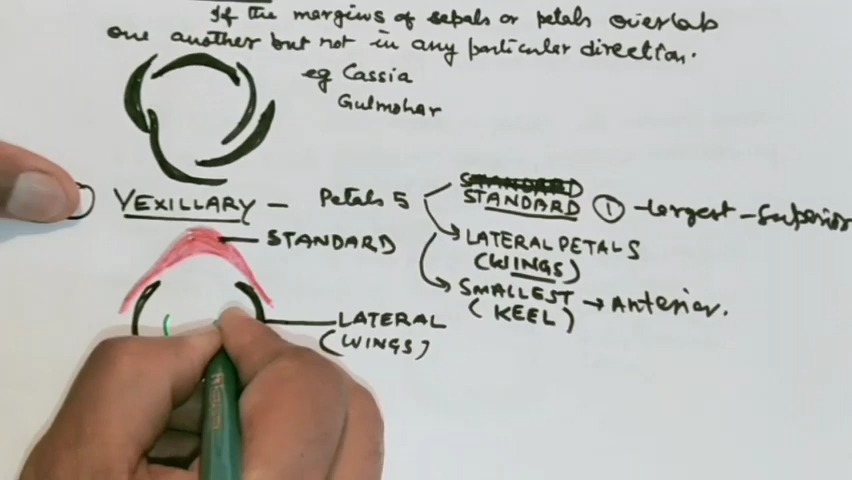 If the margins of sepals or petals overlab
one another but not in any particular direction.
eg Cassia
Gulmohar
VEXILLARY - Petals 5
STANDARD
STANDARD ① - largest - Superior
STANDARD
LATERAL PETALS
(WINGS)
SMALLEST → Anterior.
(KEEL)
LATERAL
(WINGS)